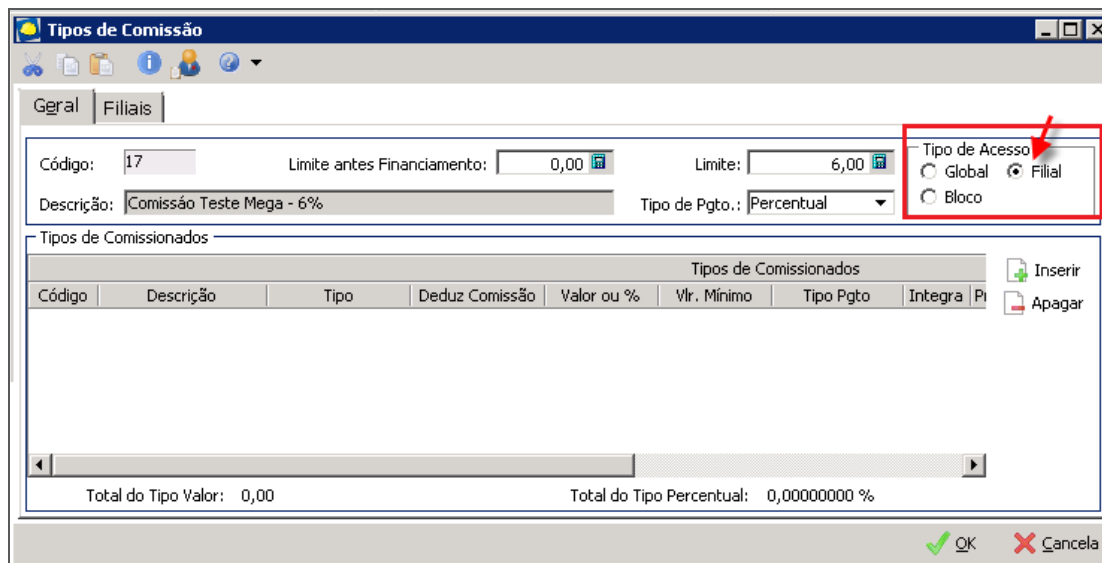 Tipos de Comissão
Geral Filiais
Código: 17 Limite antes Financiamento: 0,00 Limite: 6,00
Tipo de Acesso
Global Filial
Bloco
Descrição: Comissáo Teste Mega - 6% Tipo de Pgto.: Percentual
Tipos de Comissionados
Tipos de Comissionados
Código Descrição Tipo Deduz Comissão Valor ou % Vlr. Mínimo Tipo Pgto Integra
Inserir
Apagar
Total do Tipo Valor: 0,00 Total do Tipo Percentual: 0,00000000 %
OK Cancela